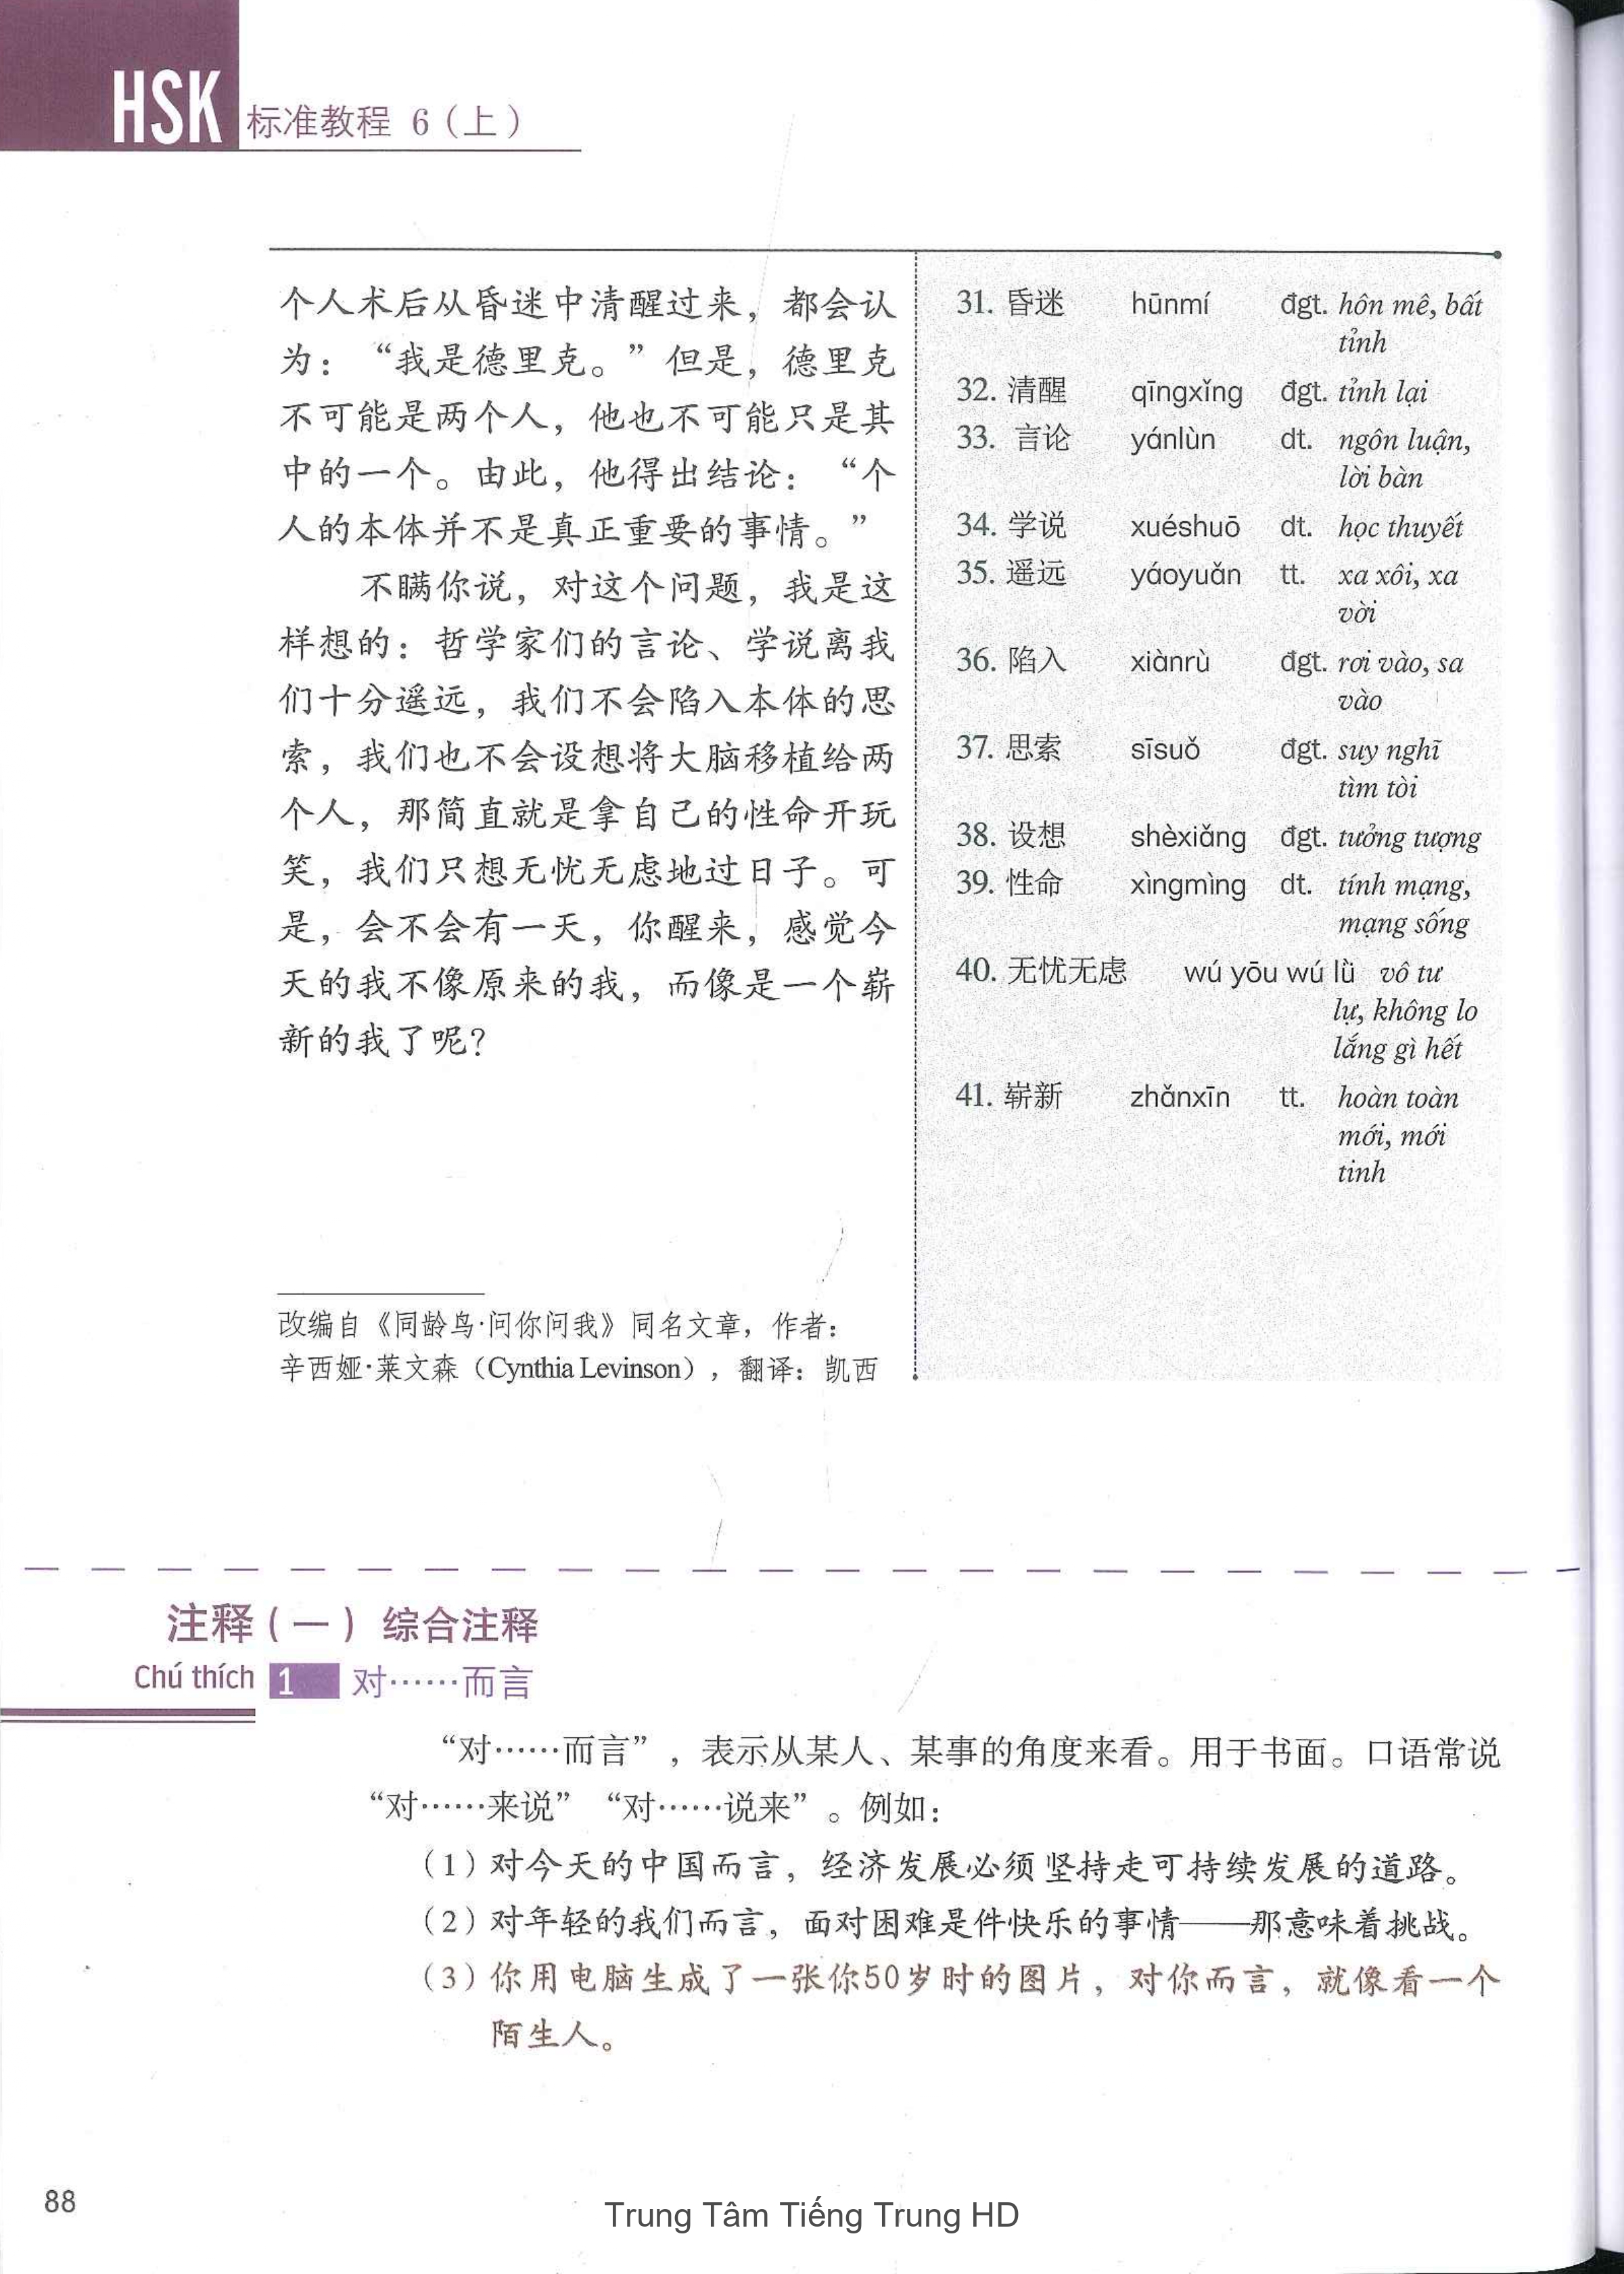 HSK 标准教程 6（上）
个人术后从昏迷中清醒过来，都会认
为：“我是德里克。”但是，德里克
不可能是两个人，他也不可能只是其
中的一个。由此，他得出结论：“个
人的本体并不是真正重要的事情。”
不瞒你说，对这个问题，我是这
样想的：哲学家们的言论、学说离我
们十分遥远，我们不会陷入本体的思
索，我们也不会设想将大脑移植给两
个人，那简直就是拿自己的性命开玩
笑，我们只想无忧无虑地过日子。可
是，会不会有一天，你醒来，感觉今
天的我不像原来的我，而像是一个崭
新的我了呢？
改编自《同龄鸟·问你问我》同名文章，作者：
辛西娅·莱文森（Cynthia Levinson），翻译：凯西
31. 昏迷 hūnmí đgt. hôn mê, bất
tỉnh
32. 清醒 qīngxǐng đgt. tỉnh lại
33. 言论 yánlùn dt. ngôn luận,
lời bàn
34. 学说 xuéshuō dt. học thuyết
35. 遥远 yáoyuǎn tt. xa xôi, xa
vời
36. 陷入 xiànrù đgt. rơi vào, sa
vào
37. 思索 sīsuǒ đgt. suy nghĩ
tìm tòi
38. 设想 shèxiǎng đgt. tưởng tượng
39. 性命 xìngmìng dt. tính mạng,
mạng sống
40. 无忧无虑 wú yōu wú lǜ vô tư
lự, không lo
lắng gì hết
41. 崭新 zhǎnxīn tt. hoàn toàn
mới, mới
tinh
注释（一）综合注释
Chú thích 1 对……而言
“对……而言”，表示从某人、某事的角度来看。用于书面。口语常说
“对……来说”“对……说来”。例如：
（1）对今天的中国而言，经济发展必须坚持走可持续发展的道路。
（2）对年轻的我们而言，面对困难是件快乐的事情——那意味着挑战。
（3）你用电脑生成了一张你50岁时的图片，对你而言，就像看一个
陌生人。
88
Trung Tâm Tiếng Trung HD